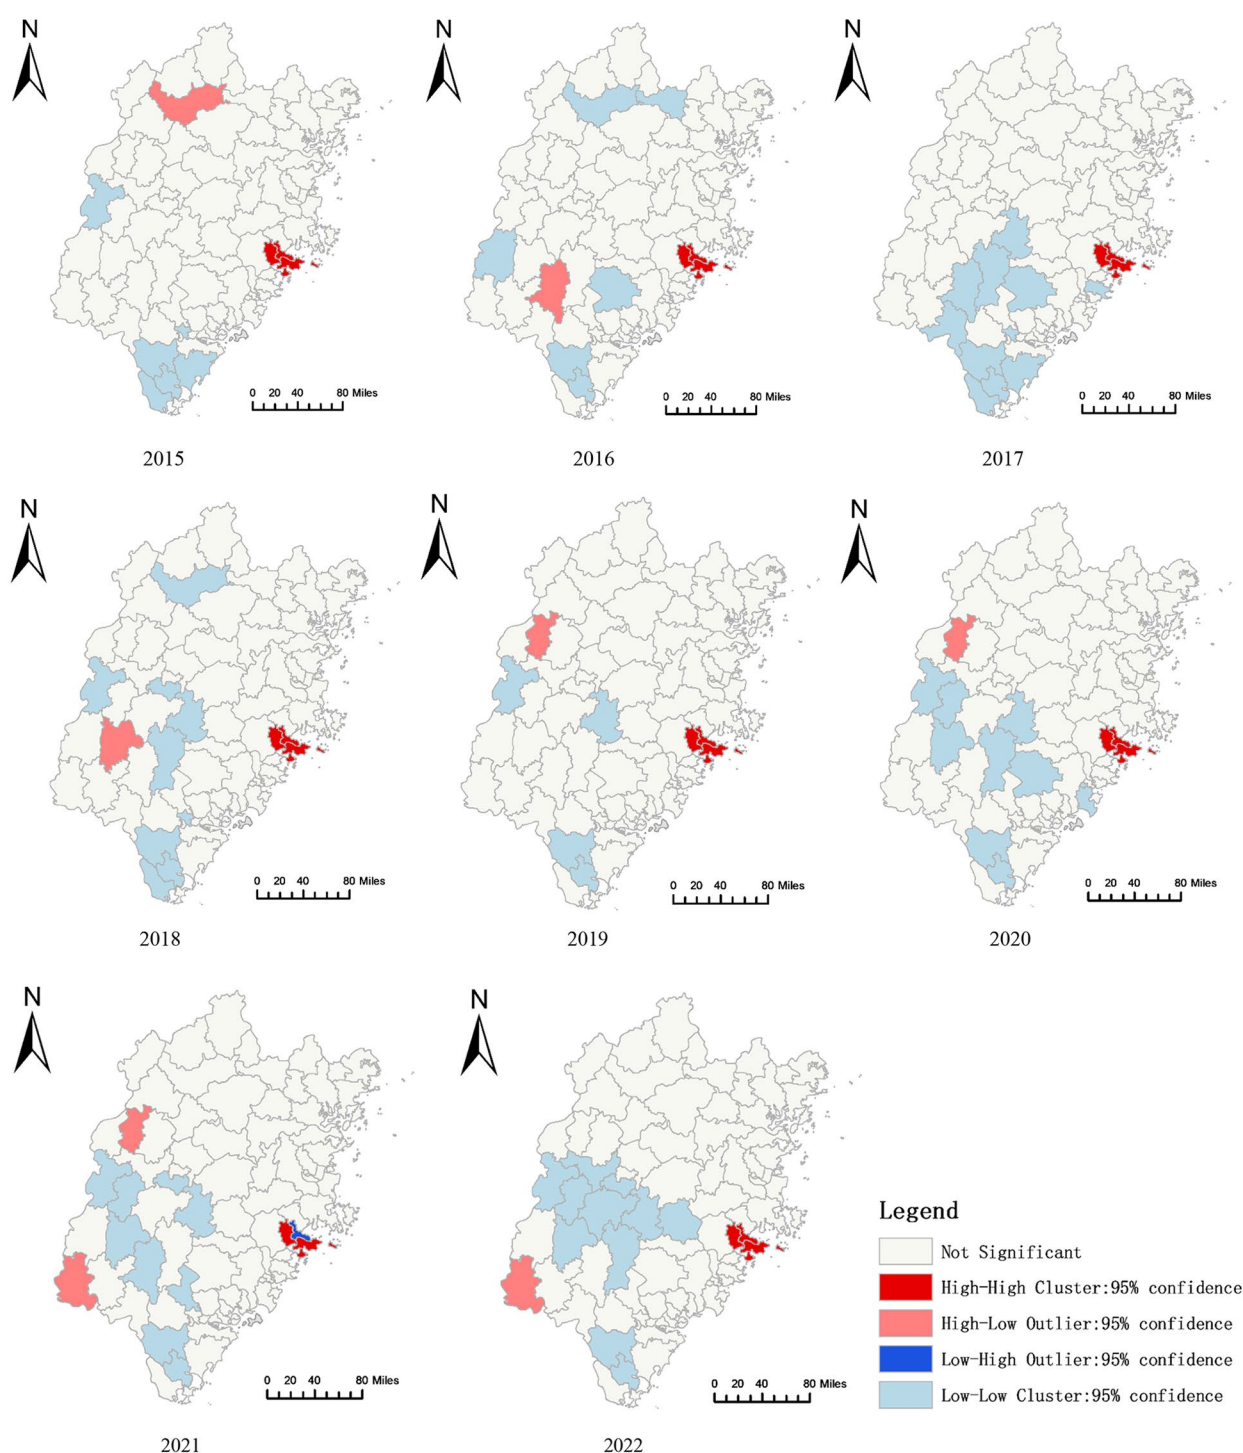 N
N
N
0 20 40 80 Miles
0 20 40 80 Miles
0 20 40 80 Miles
2015
2016
2017
N
N
N
0 20 40 80 Miles
0 20 40 80 Miles
0 20 40 80 Miles
2018
2019
2020
N
N
0 20 40 80 Miles
0 20 40 80 Miles
2021
2022
Legend
Not Significant
High-High Cluster:95% confidence
High-Low Outlier:95% confidence
Low-High Outlier:95% confidence
Low-Low Cluster:95% confidence